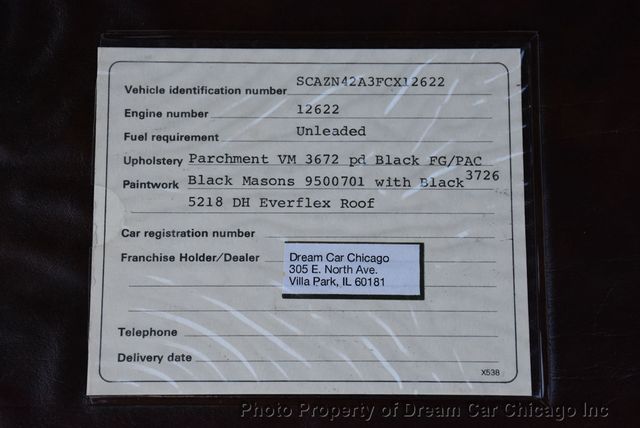 Vehicle identification number SCAZN42A3FCX12622
Engine number 12622
Fuel requirement Unleaded
Upholstery Parchment VM 3672 pd Black FG/PAC
Paintwork Black Masons 9500701 with Black 3726
5218 DH Everflex Roof
Car registration number
Franchise Holder/Dealer Dream Car Chicago
305 E. North Ave.
Villa Park, IL 60181
Telephone
Delivery date
X538
Photo Property of Dream Car Chicago Inc